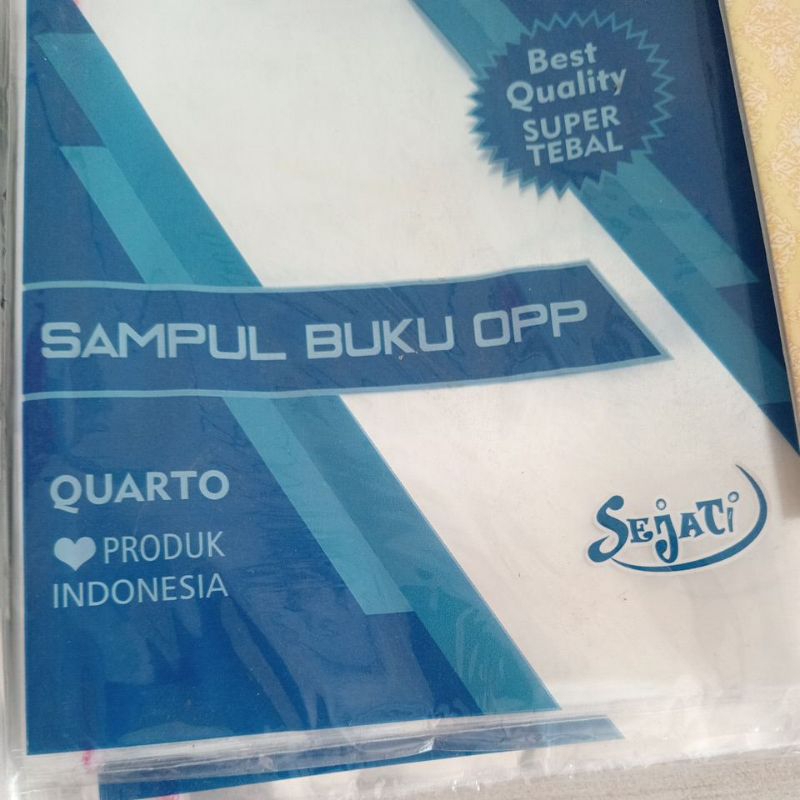 Best
Quality
SUPER
TEBAL
SAMPUL BUKU OPP
QUARTO
PRODUK
INDONESIA
SEJATI